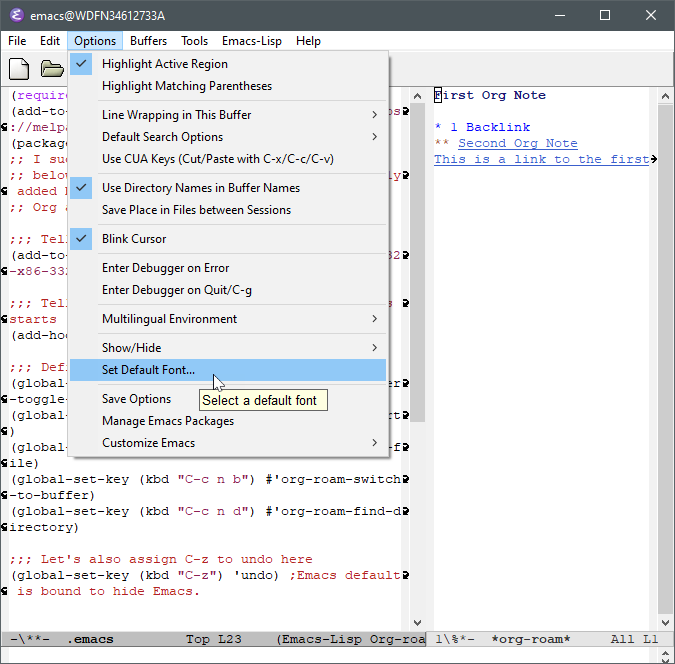 emacs@WDFN34612733A
File Edit Options Buffers Tools Emacs-Lisp Help
Highlight Active Region
Highlight Matching Parentheses
Line Wrapping in This Buffer
Default Search Options
Use CUA Keys (Cut/Paste with C-x/C-c/C-v)
Use Directory Names in Buffer Names
Save Place in Files between Sessions
Blink Cursor
Enter Debugger on Error
Enter Debugger on Quit/C-g
Multilingual Environment
Show/Hide
Set Default Font...
Select a default font
Save Options
Manage Emacs Packages
Customize Emacs
(require
(add-to-
://melpa
(packag
;; I su
;; belo
added
;; Org
;;; Tell
(add-to-
-x86-33
;;; Tell
starts
(add-ho
;;; Def
(global-
-toggle-
(global-
)
(global-
ile)
(global-set-key (kbd "C-c n b") #'org-roam-switch
-to-buffer)
(global-set-key (kbd "C-c n d") #'org-roam-find-d
irectory)
;;; Let's also assign C-z to undo here
(global-set-key (kbd "C-z") 'undo) ;Emacs default
is bound to hide Emacs.
-\**- .emacs Top L23 (Emacs-Lisp Org-roa
First Org Note
* 1 Backlink
** Second Org Note
This is a link to the first
1\%*- *org-roam* All L1